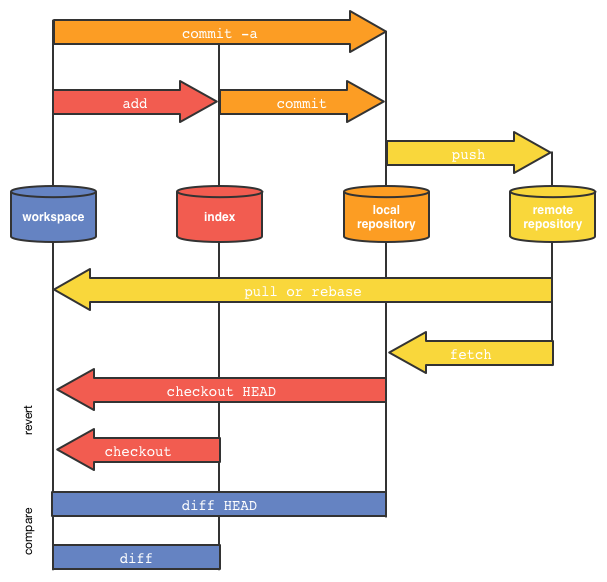 commit -a
add
commit
push
workspace
index
local
repository
remote
repository
pull or rebase
fetch
revert
checkout HEAD
checkout
compare
diff HEAD
diff